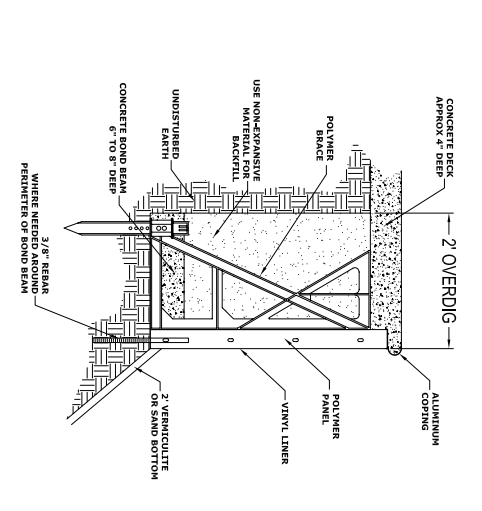 CONCRETE DECK
APPROX 4" DEEP
2' OVERDIG
ALUMINUM
COPING
POLYMER
BRACE
POLYMER
PANEL
USE NON-EXPANSIVE
MATERIAL FOR
BACKFILL
VINYL LINER
UNDISTURBED
EARTH
CONCRETE BOND BEAM
6" TO 8" DEEP
2' VERMICULITE
OR SAND BOTTOM
3/8" REBAR
WHERE NEEDED AROUND
PERIMETER OF BOND BEAM